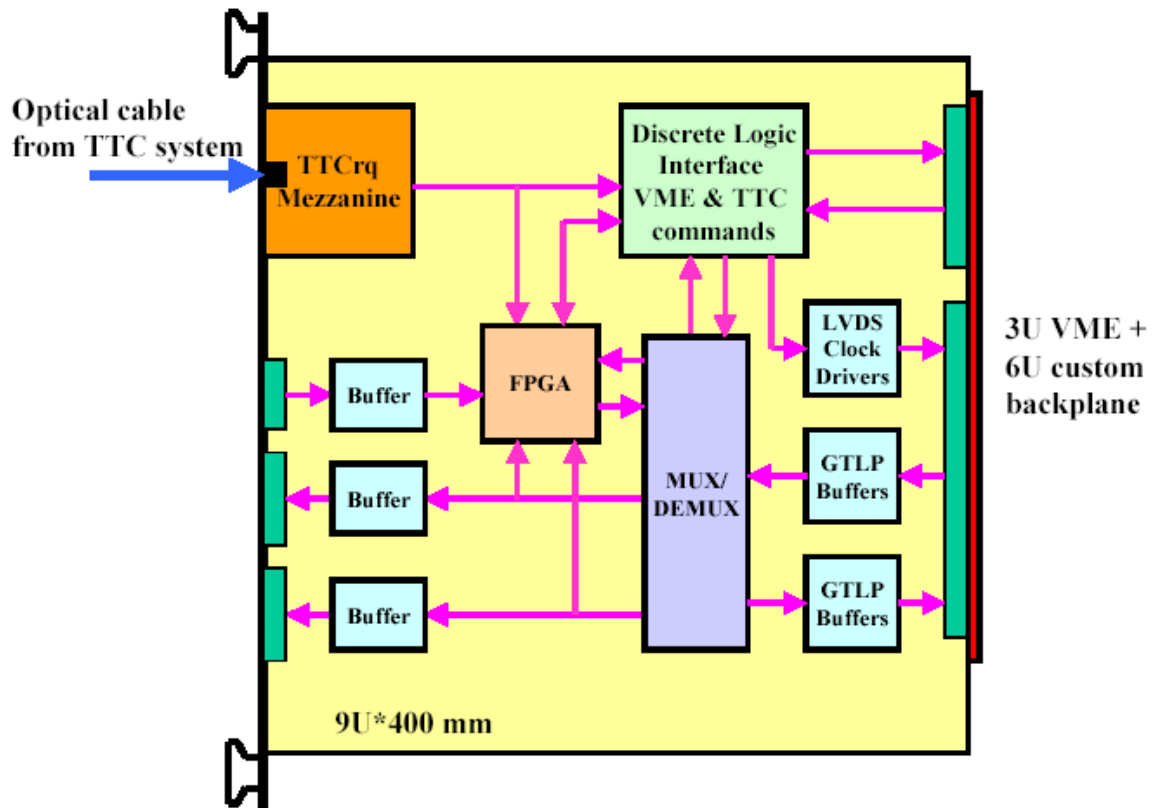 Optical cable
from TTC system
TTCrq
Mezzanine
Discrete Logic
Interface
VME & TTC
commands
LVDS
Clock
Drivers
3U VME +
6U custom
backplane
FPGA
Buffer
MUX/
DEMUX
GTLP
Buffers
Buffer
GTLP
Buffers
Buffer
9U*400 mm